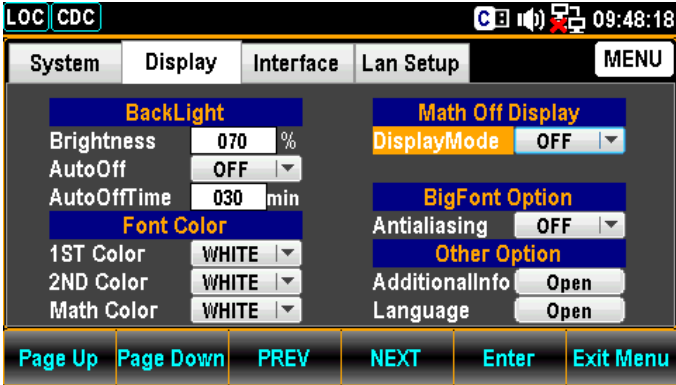 LOC CDC C 09:48:18
System Display Interface Lan Setup MENU
BackLight
Brightness 070 %
AutoOff OFF
AutoOffTime 030 min
Font Color
1ST Color WHITE
2ND Color WHITE
Math Color WHITE
Math Off Display
DisplayMode OFF
BigFont Option
Antialiasing OFF
Other Option
AdditionalInfo Open
Language Open
Page Up Page Down PREV NEXT Enter Exit Menu